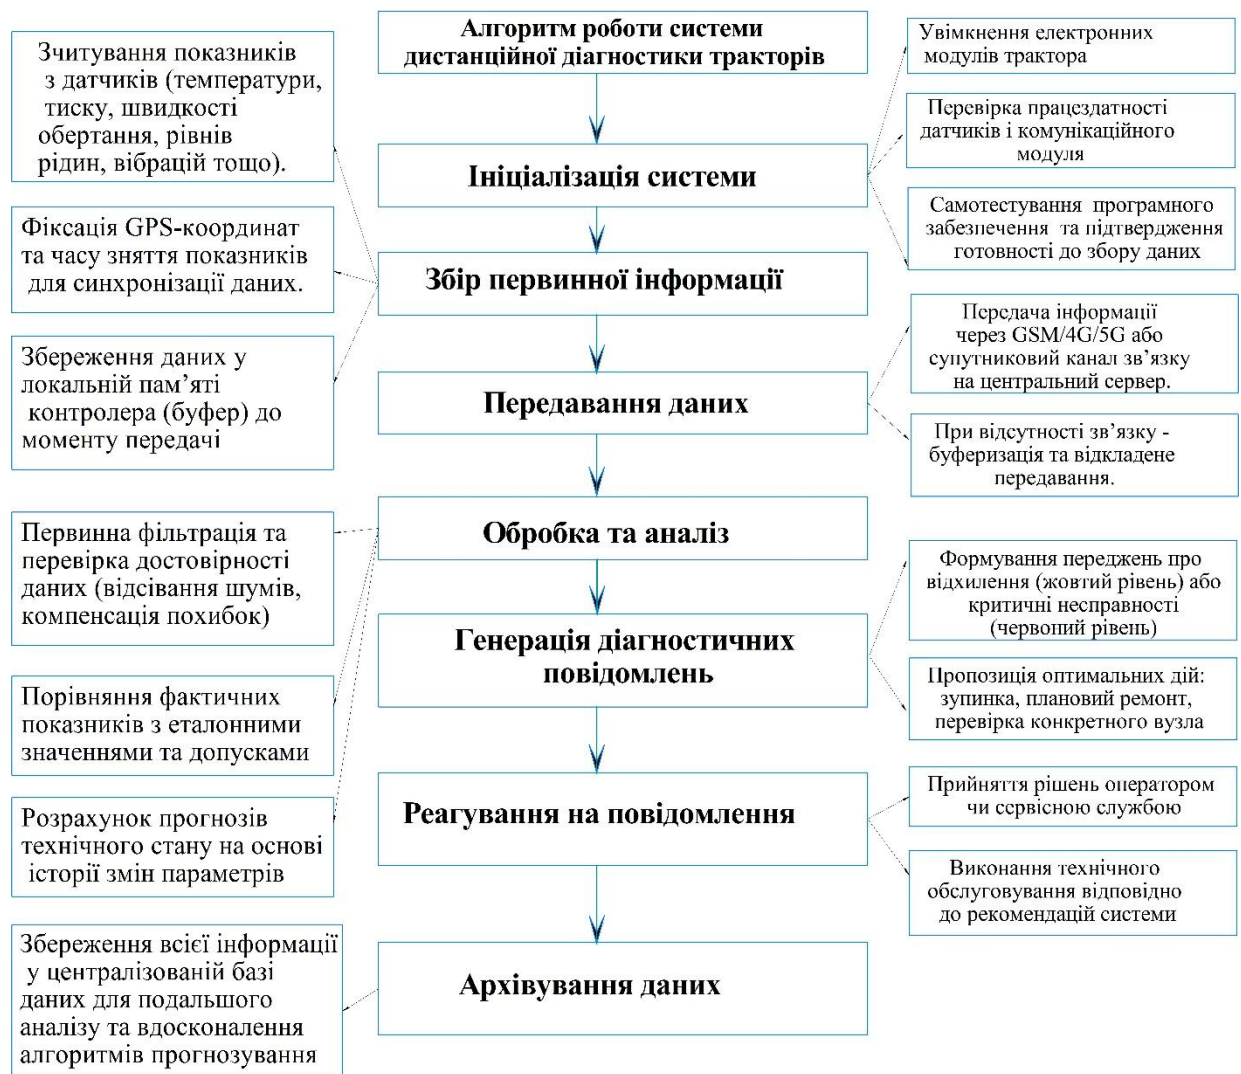 Алгоритм роботи системи
дистанційної діагностики тракторів
Ініціалізація системи
Увімкнення електронних
модулів трактора
Перевірка працездатності
датчиків і комунікаційного
модуля
Самотестування програмного
забезпечення та підтвердження
готовності до збору даних
Збір первинної інформації
Зчитування показників
з датчиків (температури,
тиску, швидкості
обертання, рівнів
рідин, вібрацій тощо).
Фіксація GPS-координат
та часу зняття показників
для синхронізації даних.
Збереження даних у
локальній пам’яті
контролера (буфер) до
моменту передачі
Передавання даних
Передача інформації
через GSM/4G/5G або
супутниковий канал зв’язку
на центральний сервер.
При відсутності зв’язку -
буферизація та відкладене
передавання.
Обробка та аналіз
Первинна фільтрація та
перевірка достовірності
даних (відсівання шумів,
компенсація похибок)
Порівняння фактичних
показників з еталонними
значеннями та допусками
Розрахунок прогнозів
технічного стану на основі
історії змін параметрів
Генерація діагностичних
повідомлень
Формування переджень про
відхилення (жовтий рівень) або
критичні несправності
(червоний рівень)
Пропозиція оптимальних дій:
зупинка, плановий ремонт,
перевірка конкретного вузла
Реагування на повідомлення
Прийняття рішень оператором
чи сервісною службою
Виконання технічного
обслуговування відповідно
до рекомендацій системи
Архівування даних
Збереження всієї інформації
у централізованій базі
даних для подальшого
аналізу та вдосконалення
алгоритмів прогнозування